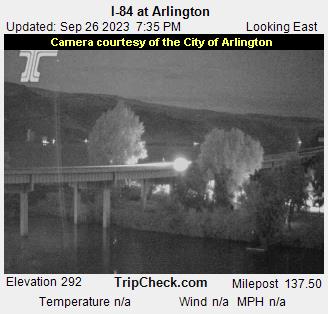 I-84 at Arlington
Updated: Sep 26 2023 7:35 PM Looking East
Camera courtesy of the City of Arlington
Elevation 292 TripCheck.com Milepost 137.50
Temperature n/a Wind n/a MPH n/a